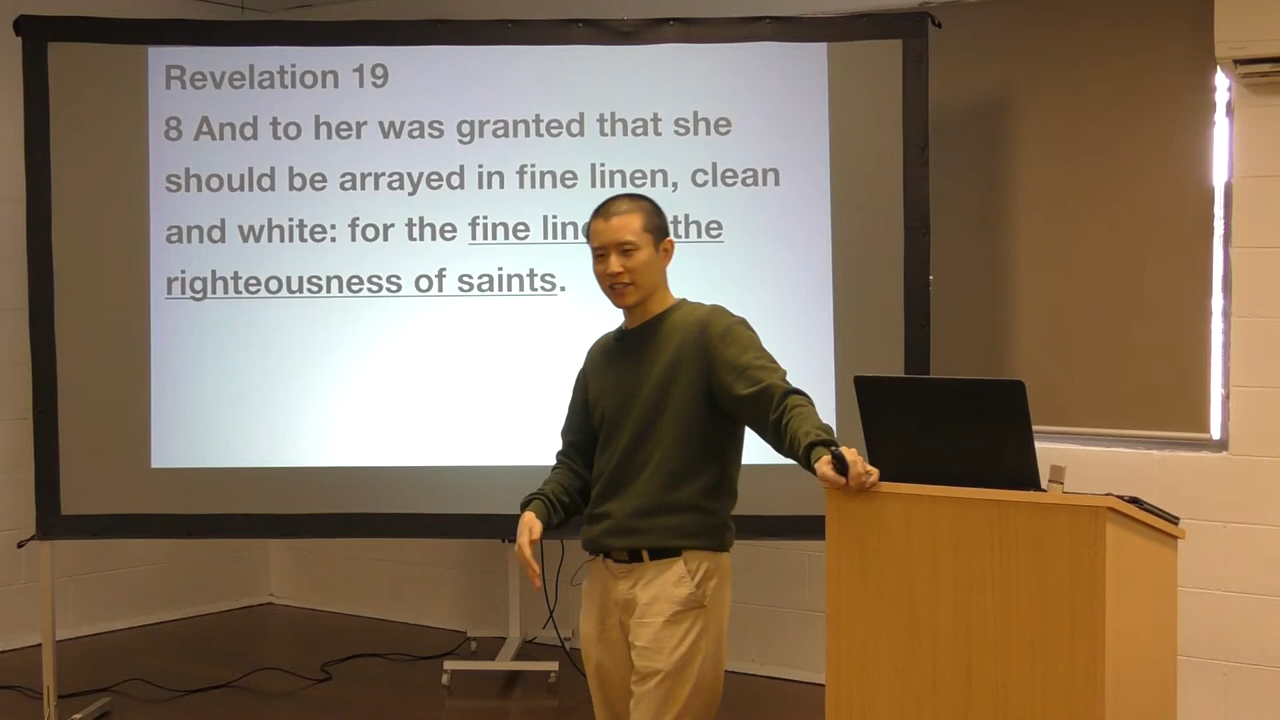 Revelation 19
8 And to her was granted that she
should be arrayed in fine linen, clean
and white: for the fine the
righteousness of saints.